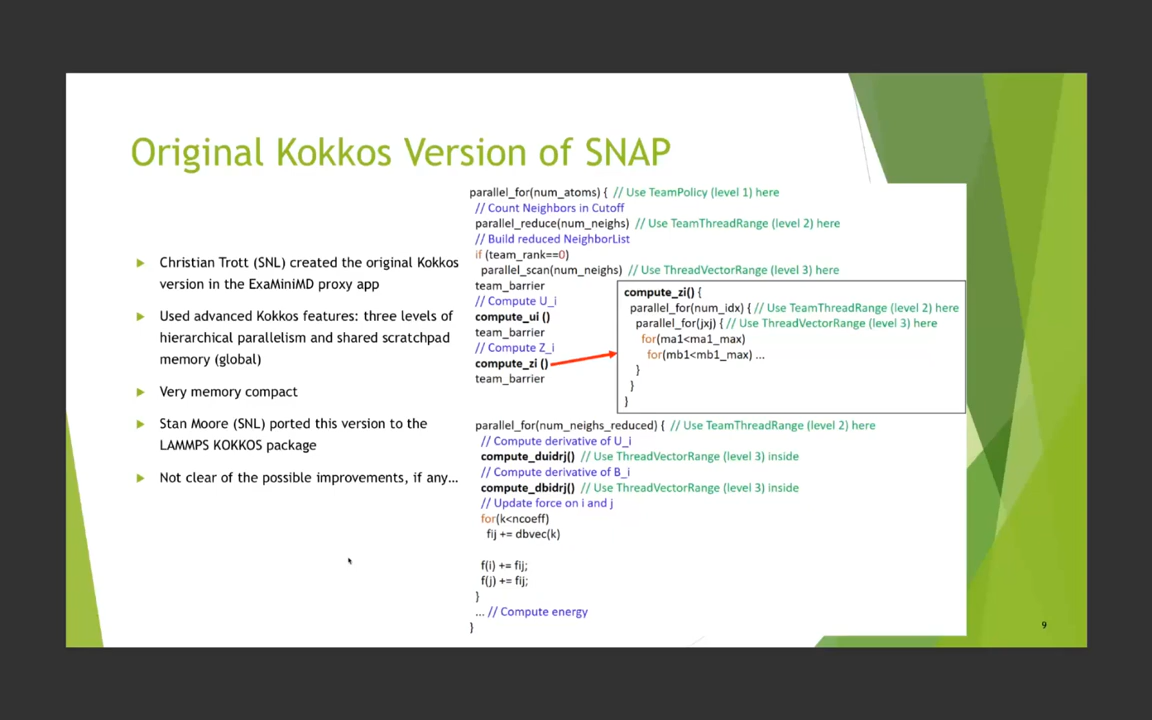 Original Kokkos Version of SNAP
Christian Trott (SNL) created the original Kokkos
version in the ExaMiniMD proxy app
Used advanced Kokkos features: three levels of
hierarchical parallelism and shared scratchpad
memory (global)
Very memory compact
Stan Moore (SNL) ported this version to the
LAMMPS KOKKOS package
Not clear of the possible improvements, if any…
parallel_for(num_atoms) { // Use TeamPolicy (level 1) here
// Count Neighbors in Cutoff
parallel_reduce(num_neighs) // Use TeamThreadRange (level 2) here
// Build reduced NeighborList
if (team_rank==0)
parallel_scan(num_neighs) // Use ThreadVectorRange (level 3) here
team_barrier
// Compute U_i
compute_ui ()
team_barrier
// Compute Z_i
compute_zi ()
team_barrier
compute_zi() {
parallel_for(num_idx) { // Use TeamThreadRange (level 2) here
parallel_for(jxj) { // Use ThreadVectorRange (level 3) here
for(ma1<ma1_max)
for(mb1<mb1_max) ...
}
}
}
parallel_for(num_neighs_reduced) { // Use TeamThreadRange (level 2) here
// Compute derivative of U_i
compute_duidrj() // Use ThreadVectorRange (level 3) inside
// Compute derivative of B_i
compute_dbidrj() // Use ThreadVectorRange (level 3) inside
// Update force on i and j
for(k<ncoeff)
fij += dbvec(k)
f(i) += fij;
f(j) += fij;
}
... // Compute energy
}
9